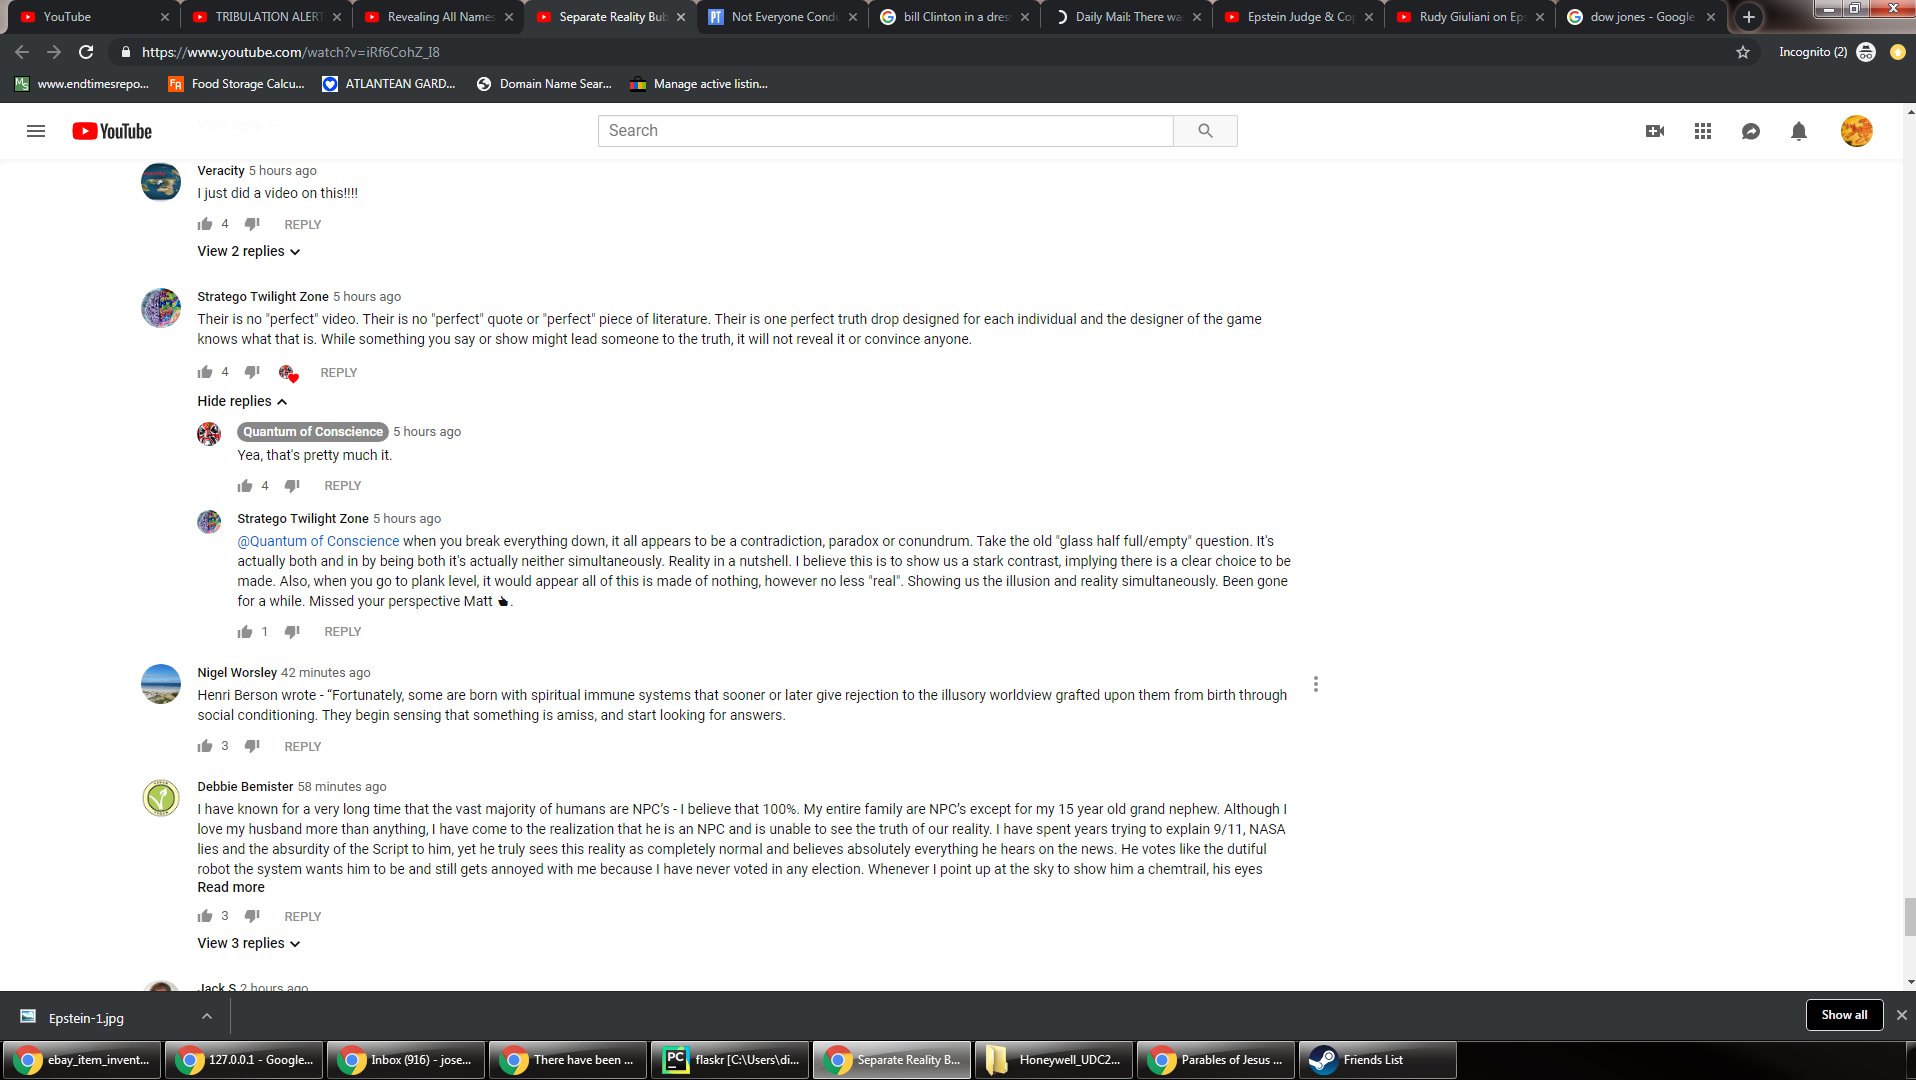 YouTube
TRIBULATION ALERT
Revealing All Names
Separate Reality Bub
Not Everyone Condu
bill Clinton in a dres
Daily Mail: There wa
Epstein Judge & Co
Rudy Giuliani on Eps
dow jones - Google
https://www.youtube.com/watch?v=iRf6CohZ_I8
Incognito (2)
www.endtimesrepo...
Food Storage Calcu...
ATLANTEAN GARD...
Domain Name Sear...
Manage active listin...
YouTube
Search
Veracity 5 hours ago
I just did a video on this!!!!
4 REPLY
View 2 replies
Stratego Twilight Zone 5 hours ago
Their is no "perfect" video. Their is no "perfect" quote or "perfect" piece of literature. Their is one perfect truth drop designed for each individual and the designer of the game
knows what that is. While something you say or show might lead someone to the truth, it will not reveal it or convince anyone.
4 REPLY
Hide replies
Quantum of Conscience 5 hours ago
Yea, that's pretty much it.
4 REPLY
Stratego Twilight Zone 5 hours ago
@Quantum of Conscience when you break everything down, it all appears to be a contradiction, paradox or conundrum. Take the old "glass half full/empty" question. It's
actually both and in by being both it's actually neither simultaneously. Reality in a nutshell. I believe this is to show us a stark contrast, implying there is a clear choice to be
made. Also, when you go to plank level, it would appear all of this is made of nothing, however no less "real". Showing us the illusion and reality simultaneously. Been gone
for a while. Missed your perspective Matt .
1 REPLY
Nigel Worsley 42 minutes ago
Henri Berson wrote - “Fortunately, some are born with spiritual immune systems that sooner or later give rejection to the illusory worldview grafted upon them from birth through
social conditioning. They begin sensing that something is amiss, and start looking for answers.
3 REPLY
Debbie Bemister 58 minutes ago
I have known for a very long time that the vast majority of humans are NPC’s - I believe that 100%. My entire family are NPC’s except for my 15 year old grand nephew. Although I
love my husband more than anything, I have come to the realization that he is an NPC and is unable to see the truth of our reality. I have spent years trying to explain 9/11, NASA
lies and the absurdity of the Script to him, yet he truly sees this reality as completely normal and believes absolutely everything he hears on the news. He votes like the dutiful
robot the system wants him to be and still gets annoyed with me because I have never voted in any election. Whenever I point up at the sky to show him a chemtrail, his eyes
Read more
3 REPLY
View 3 replies
Jack S 2 hours ago
Epstein-1.jpg
Show all
ebay_item_invent...
127.0.0.1 - Google...
Inbox (916) - jose...
There have been ...
flaskr [C:\Users\di...
Separate Reality B...
Honeywell_UDC2...
Parables of Jesus ...
Friends List